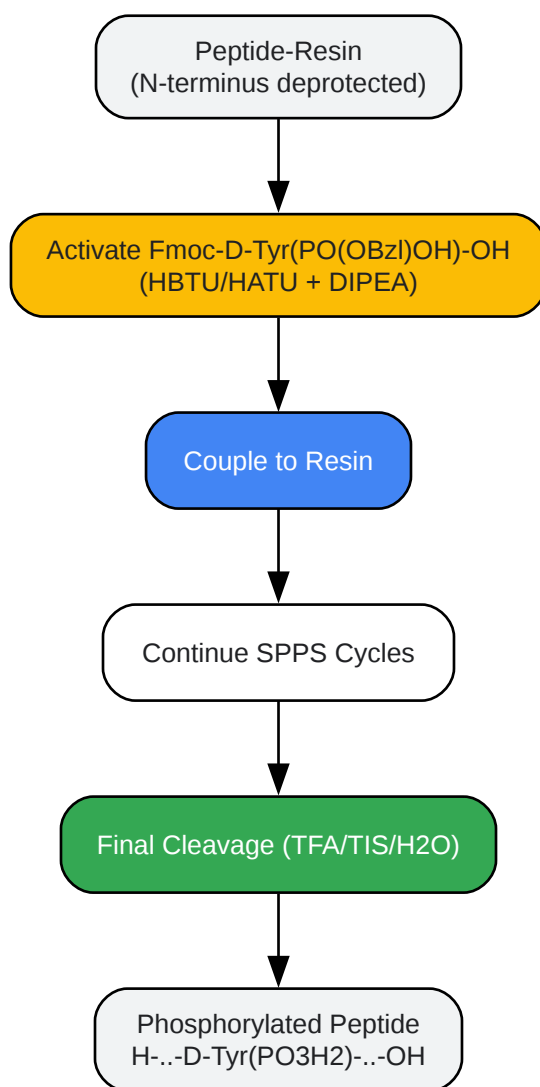 Peptide-Resin
(N-terminus deprotected)
Activate Fmoc-D-Tyr(PO(OBzl)OH)-OH
(HBTU/HATU + DIPEA)
Couple to Resin
Continue SPPS Cycles
Final Cleavage (TFA/TIS/H2O)
Phosphorylated Peptide
H-..-D-Tyr(PO3H2)-..-OH